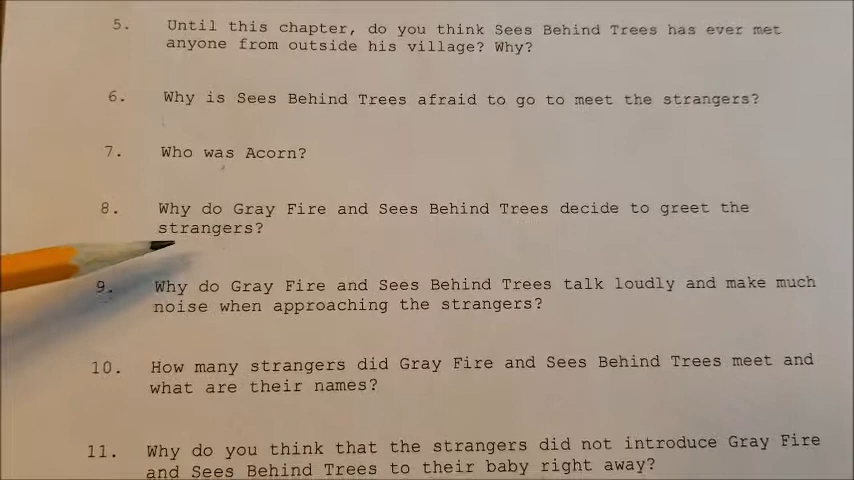 5. Until this chapter, do you think Sees Behind Trees has ever met
anyone from outside his village? Why?
6. Why is Sees Behind Trees afraid to go to meet the strangers?
7. Who was Acorn?
8. Why do Gray Fire and Sees Behind Trees decide to greet the
strangers?
9. Why do Gray Fire and Sees Behind Trees talk loudly and make much
noise when approaching the strangers?
10. How many strangers did Gray Fire and Sees Behind Trees meet and
what are their names?
11. Why do you think that the strangers did not introduce Gray Fire
and Sees Behind Trees to their baby right away?